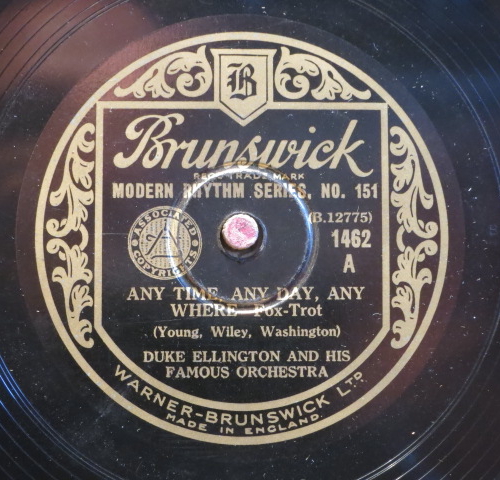 B
Brunswick
REGD TRADE MARK
MODERN RHYTHM SERIES, NO. 151
(B.12775)
1462
A
ASSOCIATED
COPYRIGHTS
ANY TIME, ANY DAY, ANY
WHERE Fox-Trot
(Young, Wiley, Washington)
DUKE ELLINGTON AND HIS
FAMOUS ORCHESTRA
WARNER-BRUNSWICK LTD.
MADE IN ENGLAND.